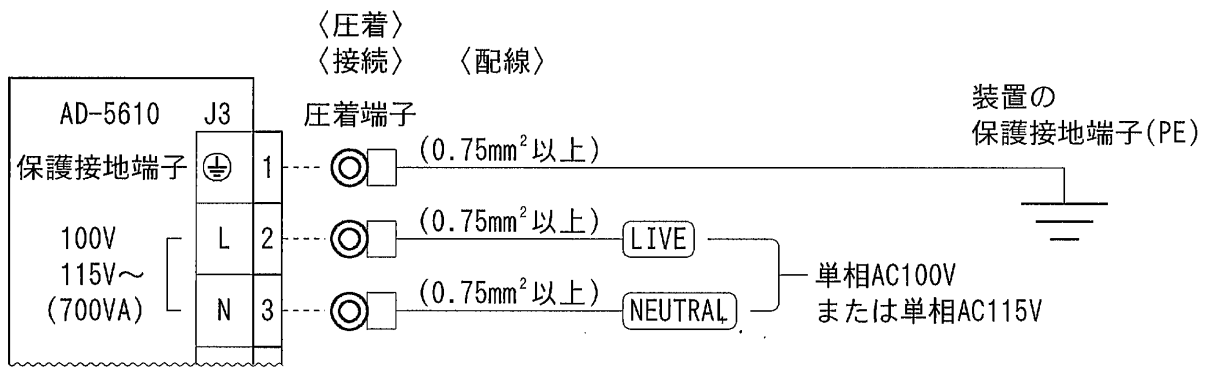 〈圧着〉
〈接続〉 〈配線〉
AD-5610 J3 圧着端子
装置の
保護接地端子(PE)
保護接地端子 1 (0.75mm²以上)
100V
115V～
(700VA)
L 2 (0.75mm²以上) LIVE
N 3 (0.75mm²以上) NEUTRAL
単相AC100V
または単相AC115V